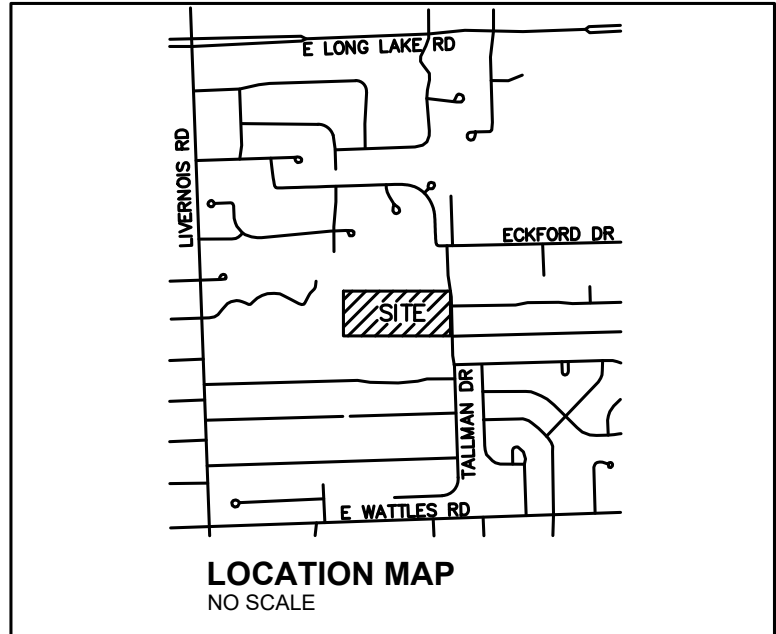 E LONG LAKE RD
LIVERNOIS RD
ECKFORD DR
SITE
TALLMAN DR
E WATTLES RD
LOCATION MAP
NO SCALE